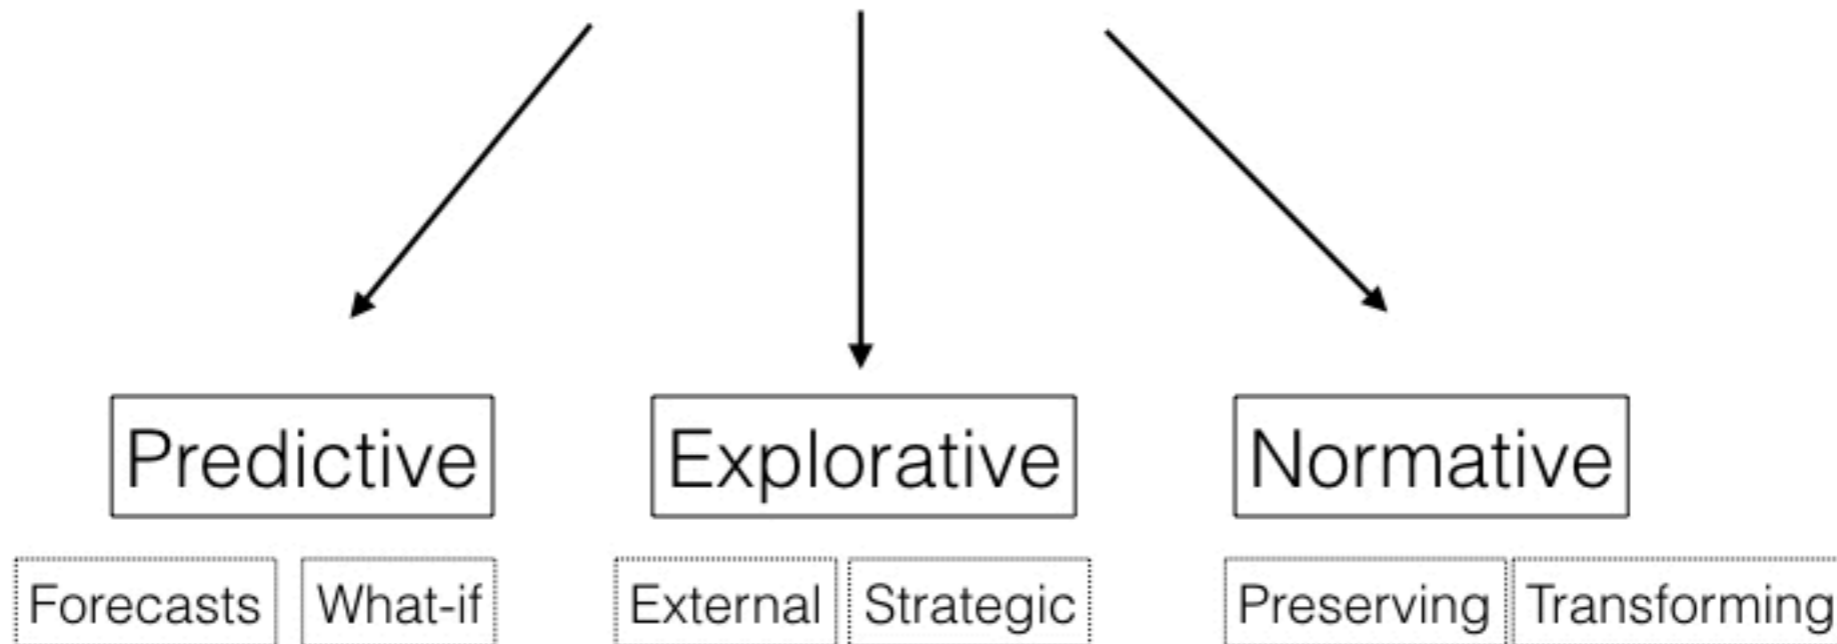 Predictive Explorative Normative
Forecasts What-if External Strategic Preserving Transforming